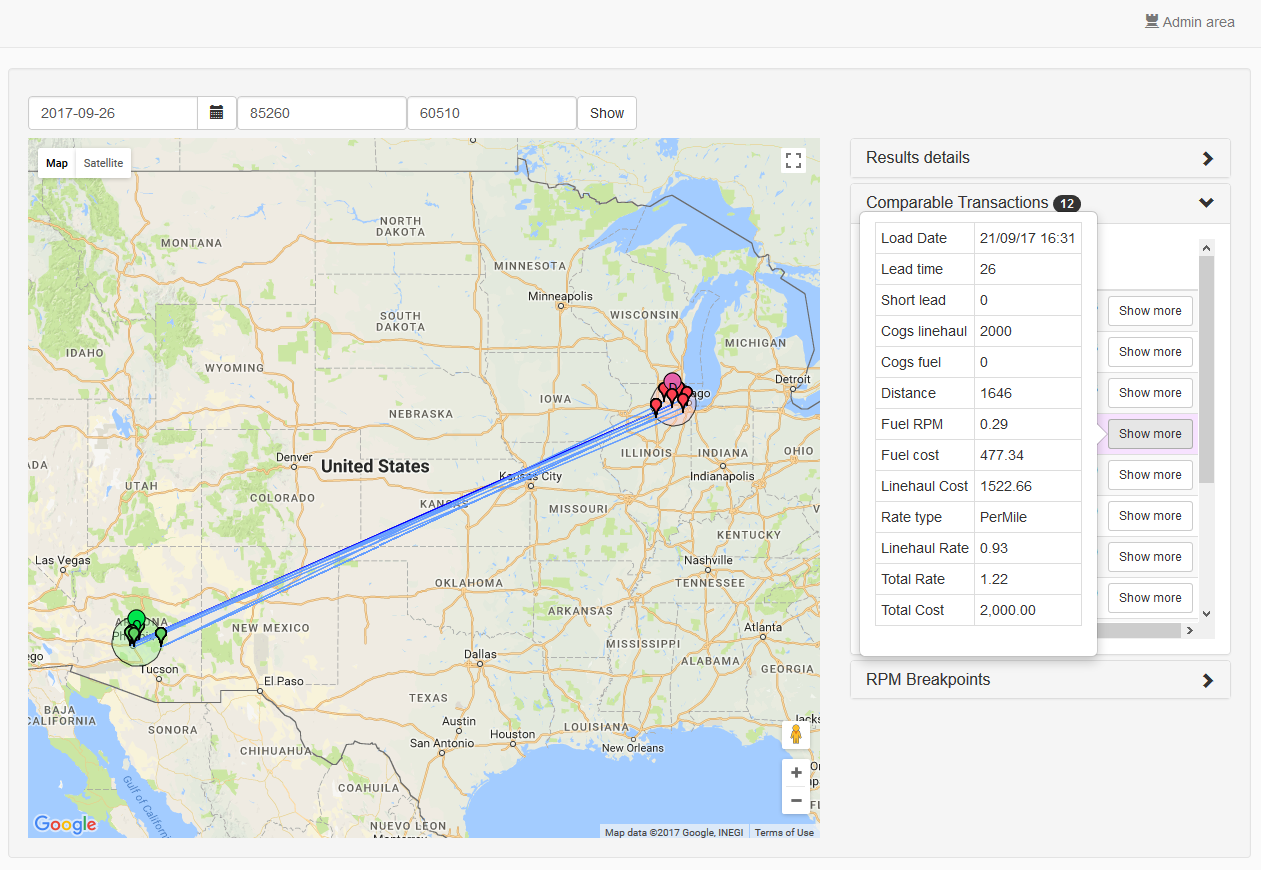 Admin area
2017-09-26 85260 60510 Show
Map Satellite
NORTH
DAKOTA
MONTANA
MINNESOTA
Minneapolis
SOUTH
DAKOTA
WISCONSIN
MICHIGAN
IDAHO
WYOMING
Detroit
IOWA
NEBRASKA
ago
ILLINOIS
OHIO
INDIANA
Denver
United States
Kansas City
Indianapolis
ADA
UTAH
COLORADO
KANSAS
MISSOURI
KENTUCKY
Las Vegas
Nashville
OKLAHOMA
TENNESSEE
ARKANSAS
ARIZONA
NEW MEXICO
Atlanta
MISSISSIPPI
Dallas
ALABAMA
ego
Tucson
GEORGIA
El Paso
TEXAS
BAJA
CALIFORNIA
Austin
LOUISIANA
Jacks
SONORA
Houston
San Antonio
New Orleans
CHIHUAHUA
Gulf of California
COAHUILA
NUEVO LEON
Monterrey
Or
FL
Google
Map data ©2017 Google, INEGI Terms of Use
Results details
Comparable Transactions 12
Load Date 21/09/17 16:31
Lead time 26
Short lead 0
Cogs linehaul 2000
Cogs fuel 0
Distance 1646
Fuel RPM 0.29
Fuel cost 477.34
Linehaul Cost 1522.66
Rate type PerMile
Linehaul Rate 0.93
Total Rate 1.22
Total Cost 2,000.00
Show more
Show more
Show more
Show more
Show more
Show more
Show more
Show more
RPM Breakpoints